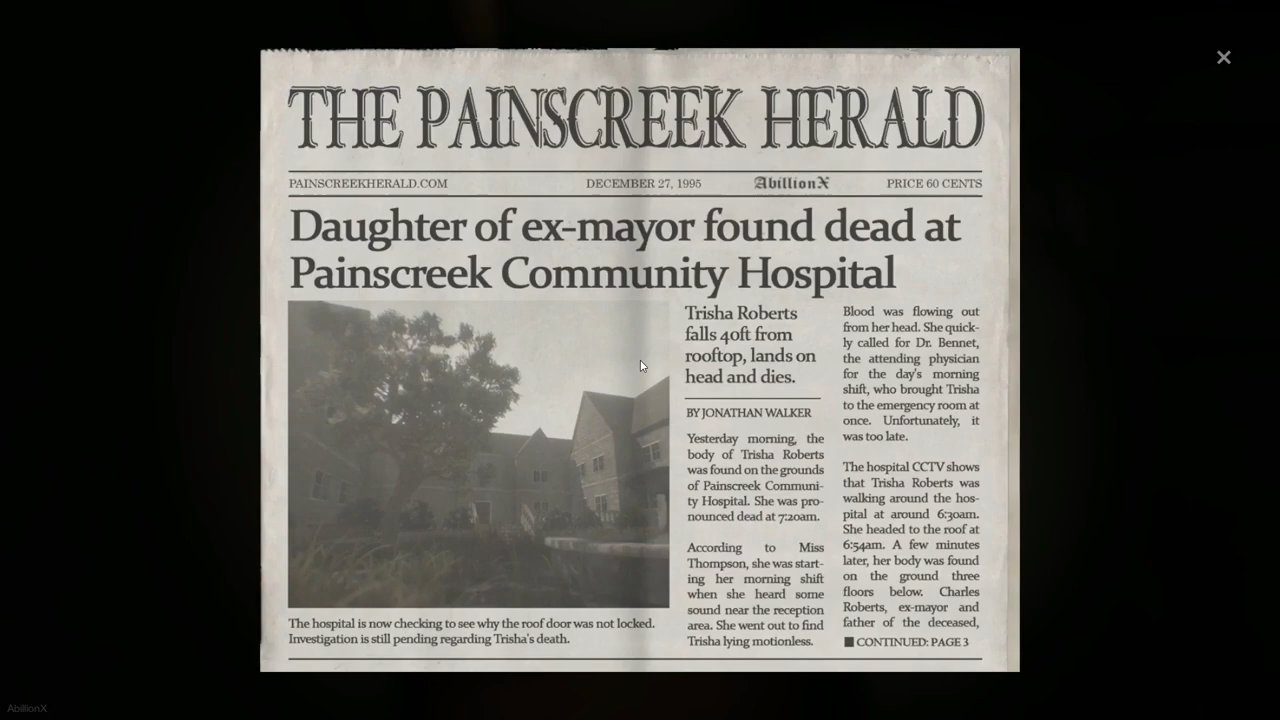 THE PAINSCREEK HERALD
PAINSCREEKHERALD.COM DECEMBER 27, 1995 AbillionX PRICE 60 CENTS
Daughter of ex-mayor found dead at
Painscreek Community Hospital
Trisha Roberts
falls 40ft from
rooftop, lands on
head and dies.
BY JONATHAN WALKER
Yesterday morning, the
body of Trisha Roberts
was found on the grounds
of Painscreek Communi-
ty Hospital. She was pro-
nounced dead at 7:20am.
According to Miss
Thompson, she was start-
ing her morning shift
when she heard some
sound near the reception
area. She went out to find
Trisha lying motionless.
Blood was flowing out
from her head. She quick-
ly called for Dr. Bennet,
the attending physician
for the day's morning
shift, who brought Trisha
to the emergency room at
once. Unfortunately, it
was too late.
The hospital CCTV shows
that Trisha Roberts was
walking around the hos-
pital at around 6:30am.
She headed to the roof at
6:54am. A few minutes
later, her body was found
on the ground three
floors below. Charles
Roberts, ex-mayor and
father of the deceased,
CONTINUED: PAGE 3
The hospital is now checking to see why the roof door was not locked.
Investigation is still pending regarding Trisha's death.
AbillionX